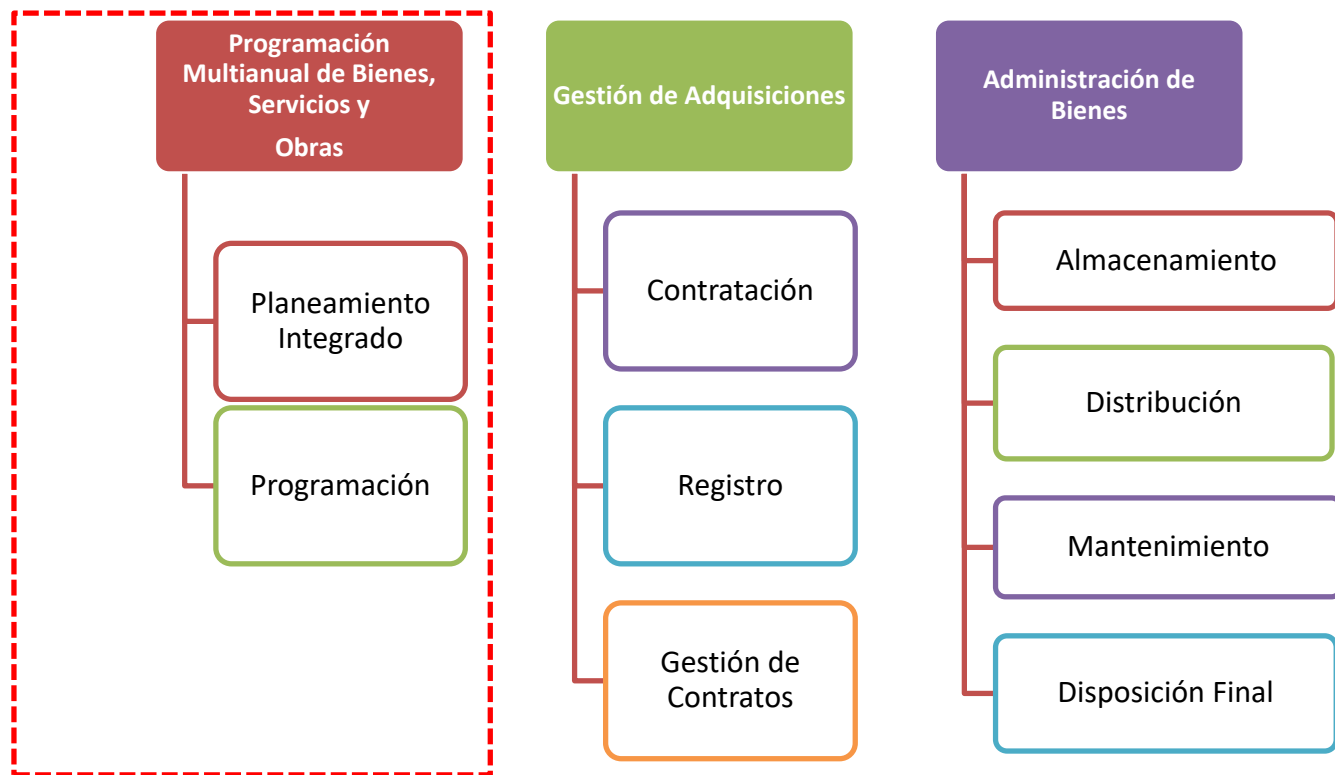 Programación
Multianual de Bienes,
Servicios y
Obras
Planeamiento
Integrado
Programación
Gestión de Adquisiciones
Contratación
Registro
Gestión de
Contratos
Administración de
Bienes
Almacenamiento
Distribución
Mantenimiento
Disposición Final